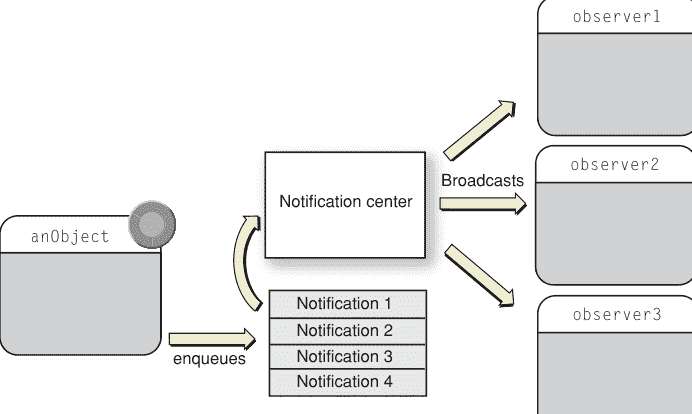 observer1
observer2
Broadcasts
Notification center
anObject
Notification 1
Notification 2
Notification 3
Notification 4
enqueues
observer3